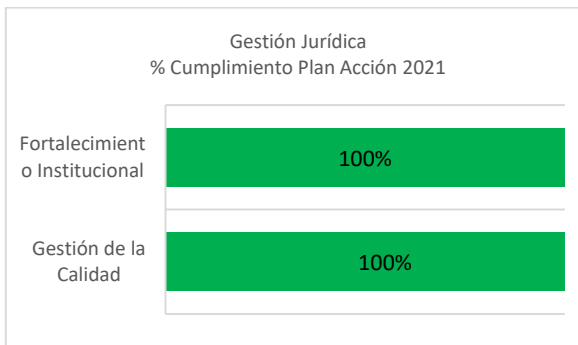 Gestión Jurídica
% Cumplimiento Plan Acción 2021
Fortalecimient
o Institucional
100%
Gestión de la
Calidad
100%